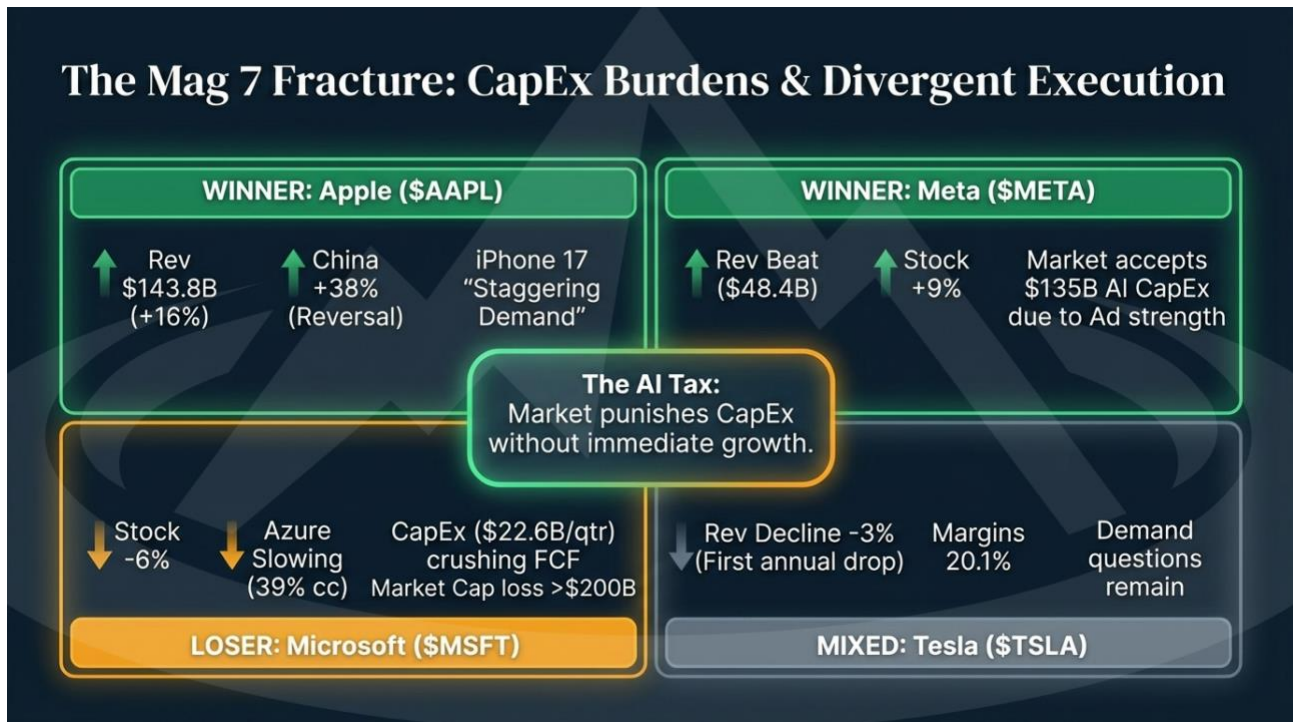 The Mag 7 Fracture: CapEx Burdens & Divergent Execution
WINNER: Apple ($AAPL)
Rev
$143.8B
(+16%)
China
+38%
(Reversal)
iPhone 17
“Staggering
Demand”
WINNER: Meta ($META)
Rev Beat
($48.4B)
Stock
+9%
Market accepts
$135B AI CapEx
due to Ad strength
The AI Tax:
Market punishes CapEx
without immediate growth.
Stock
-6%
Azure
Slowing
(39% cc)
CapEx ($22.6B/qtr)
crushing FCF
Market Cap loss >$200B
LOSER: Microsoft ($MSFT)
Rev Decline -3%
(First annual drop)
Margins
20.1%
Demand
questions
remain
MIXED: Tesla ($TSLA)